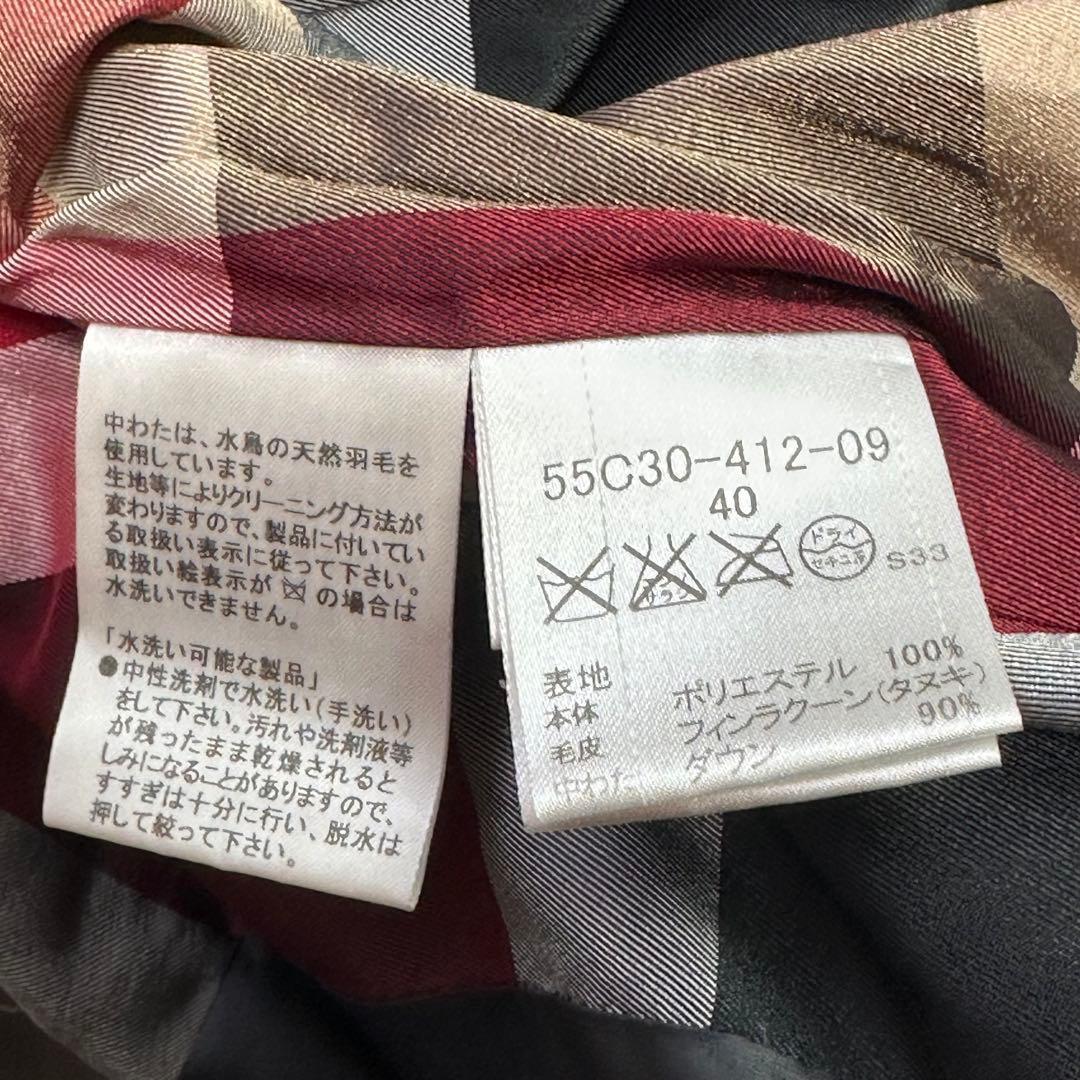 中わたは、水鳥の天然羽毛を
使用しています。
生地等によりクリーニング方法が
変わりますので、製品に付いてい
る取扱い表示に従って下さい。
取扱い絵表示が の場合は
水洗いできません。
「水洗い可能な製品」
●中性洗剤で水洗い(手洗い)
をして下さい。汚れや洗剤液等
が残ったまま乾燥されると
しみになることがありますので、
すすぎは十分に行い、脱水は
押して絞って下さい。
55C30-412-09
40
サラシ
ドライ
セキユ系
S33
表地
本体 ポリエステル 100%
毛皮 フィンラクーン(タヌキ)
中わた ダウン 90%